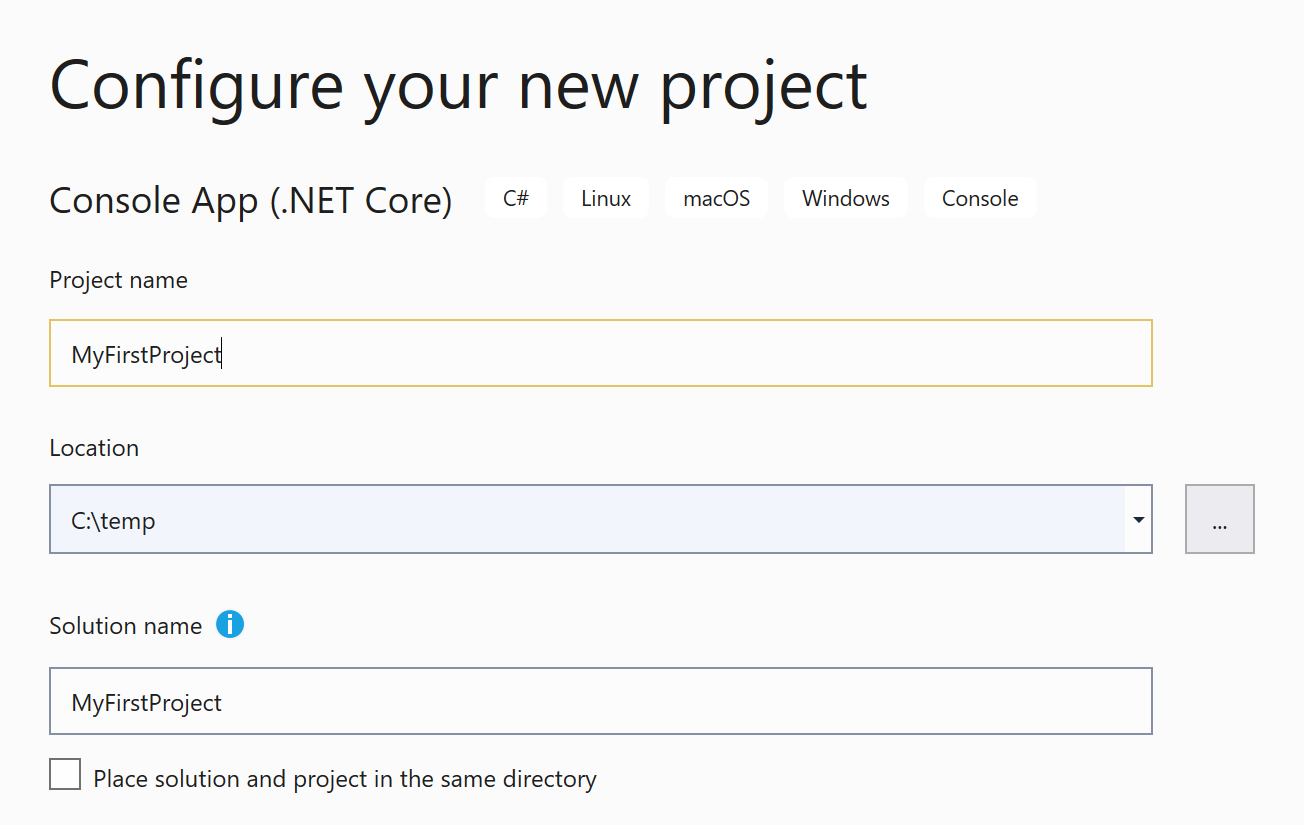 Configure your new project
Console App (.NET Core) C# Linux macOS Windows Console
Project name
MyFirstProject
Location
C:\temp
...
Solution name
MyFirstProject
Place solution and project in the same directory